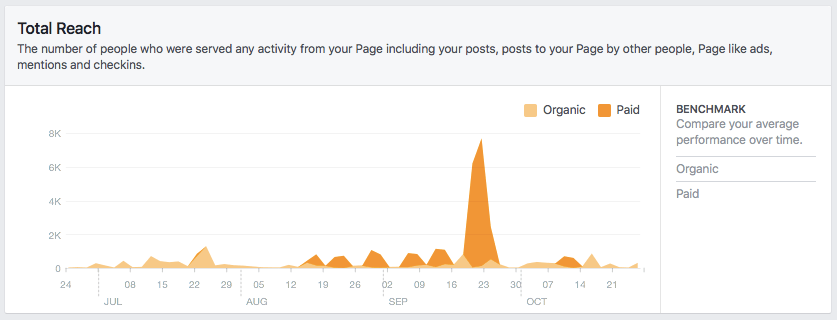 Total Reach
The number of people who were served any activity from your Page including your posts, posts to your Page by other people, Page like ads,
mentions and checkins.
Organic Paid
BENCHMARK
Compare your average
performance over time.
Organic
Paid
8K
6K
4K
2K
0
24 08 15 22 29 05 12 19 26 02 09 16 23 30 07 14 21
JUL AUG SEP OCT